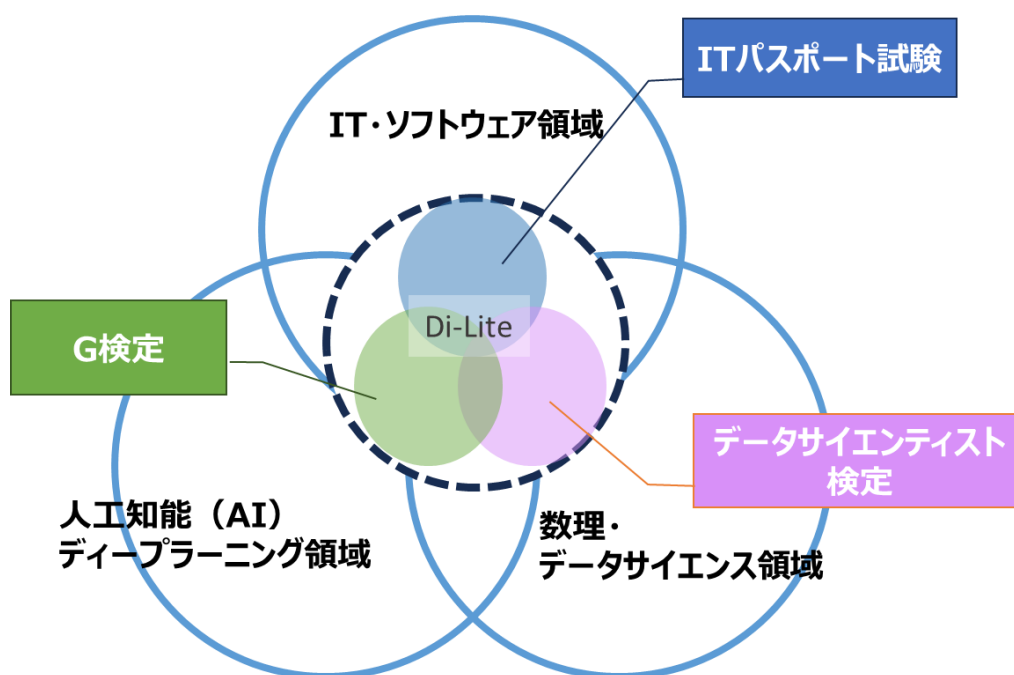 ITパスポート試験
IT・ソフトウェア領域
Di-Lite
G検定
データサイエンティスト
検定
人工知能（AI）
ディープラーニング領域
数理・
データサイエンス領域